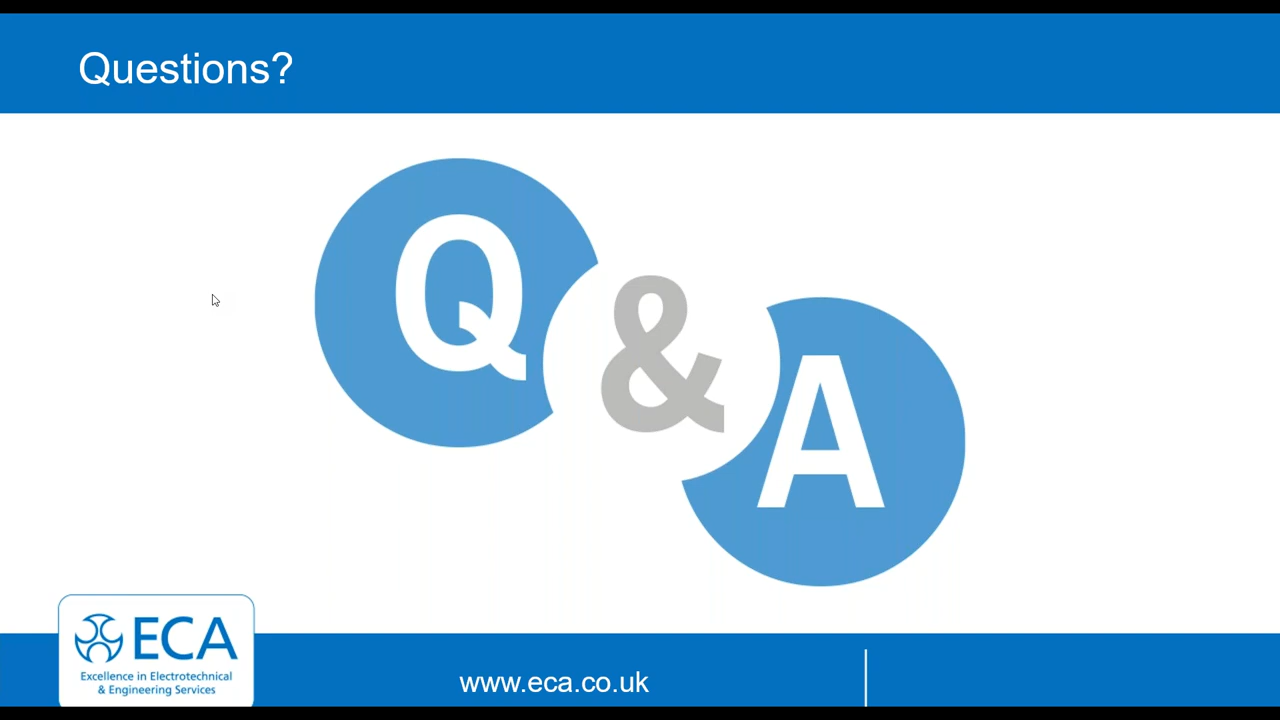 Questions?
Q & A
ECA
Excellence in Electrotechnical
& Engineering Services
www.eca.co.uk